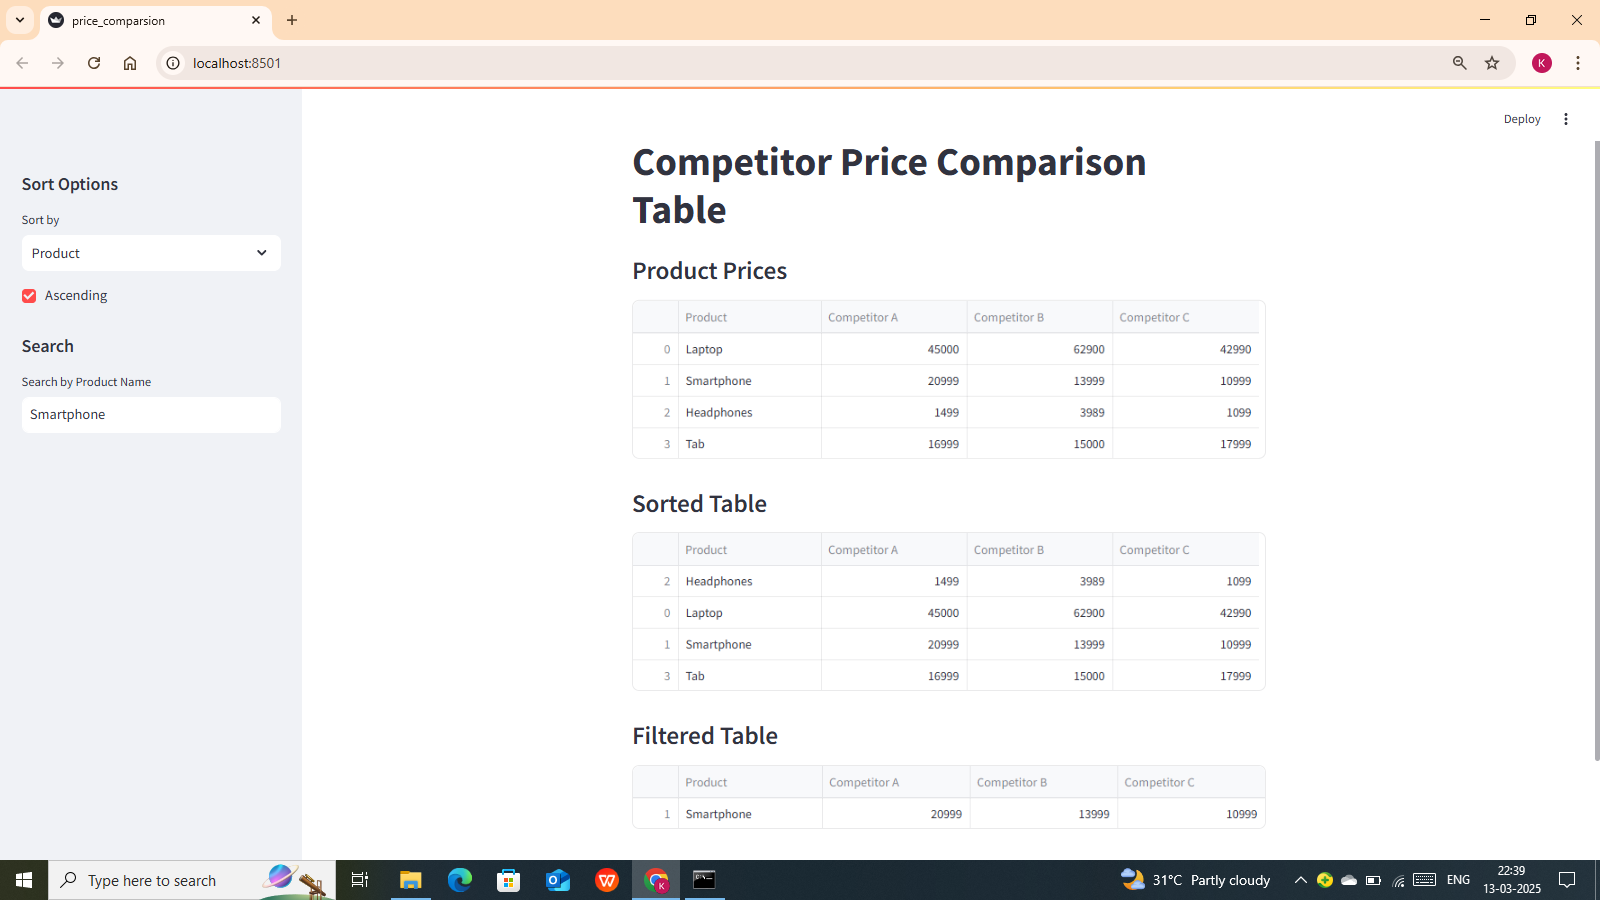 price_comparsion
localhost:8501
K
Deploy
Sort Options
Sort by
Product
Ascending
Search
Search by Product Name
Smartphone
Competitor Price Comparison
Table
Product Prices
Product Competitor A Competitor B Competitor C
0 Laptop 45000 62900 42990
1 Smartphone 20999 13999 10999
2 Headphones 1499 3989 1099
3 Tab 16999 15000 17999
Sorted Table
Product Competitor A Competitor B Competitor C
2 Headphones 1499 3989 1099
0 Laptop 45000 62900 42990
1 Smartphone 20999 13999 10999
3 Tab 16999 15000 17999
Filtered Table
Product Competitor A Competitor B Competitor C
1 Smartphone 20999 13999 10999
Type here to search
31°C Partly cloudy
ENG
22:39
13-03-2025